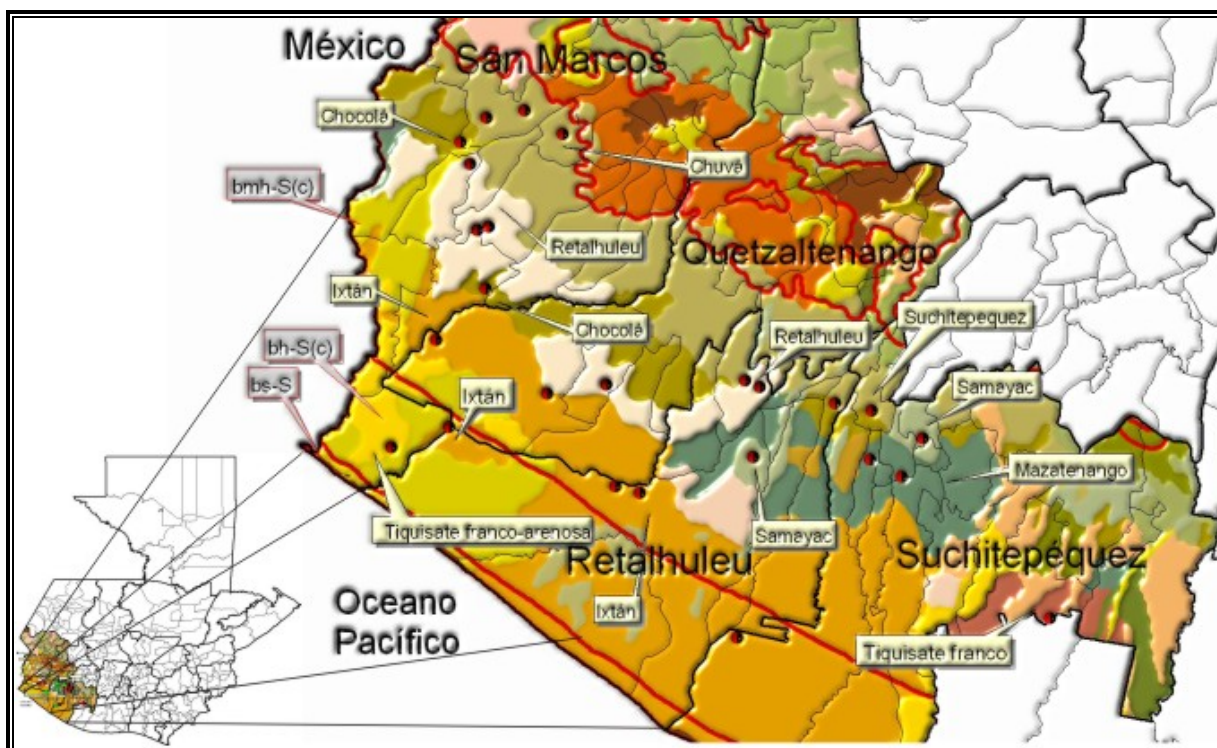 México
San Marcos
Chocolá
Chuvá
bmh-S(c)
Retalhuleu
Quetzaltenango
Ixtán
Chocolá
Suchitepequez
Retalhuleu
bh-S(c)
bs-S
Ixtán
Samayac
Mazatenango
Tiquisate franco-arenosa
Samayac
Retalhuleu
Suchitepéquez
Oceano
Pacífico
Ixtán
Tiquisate franco